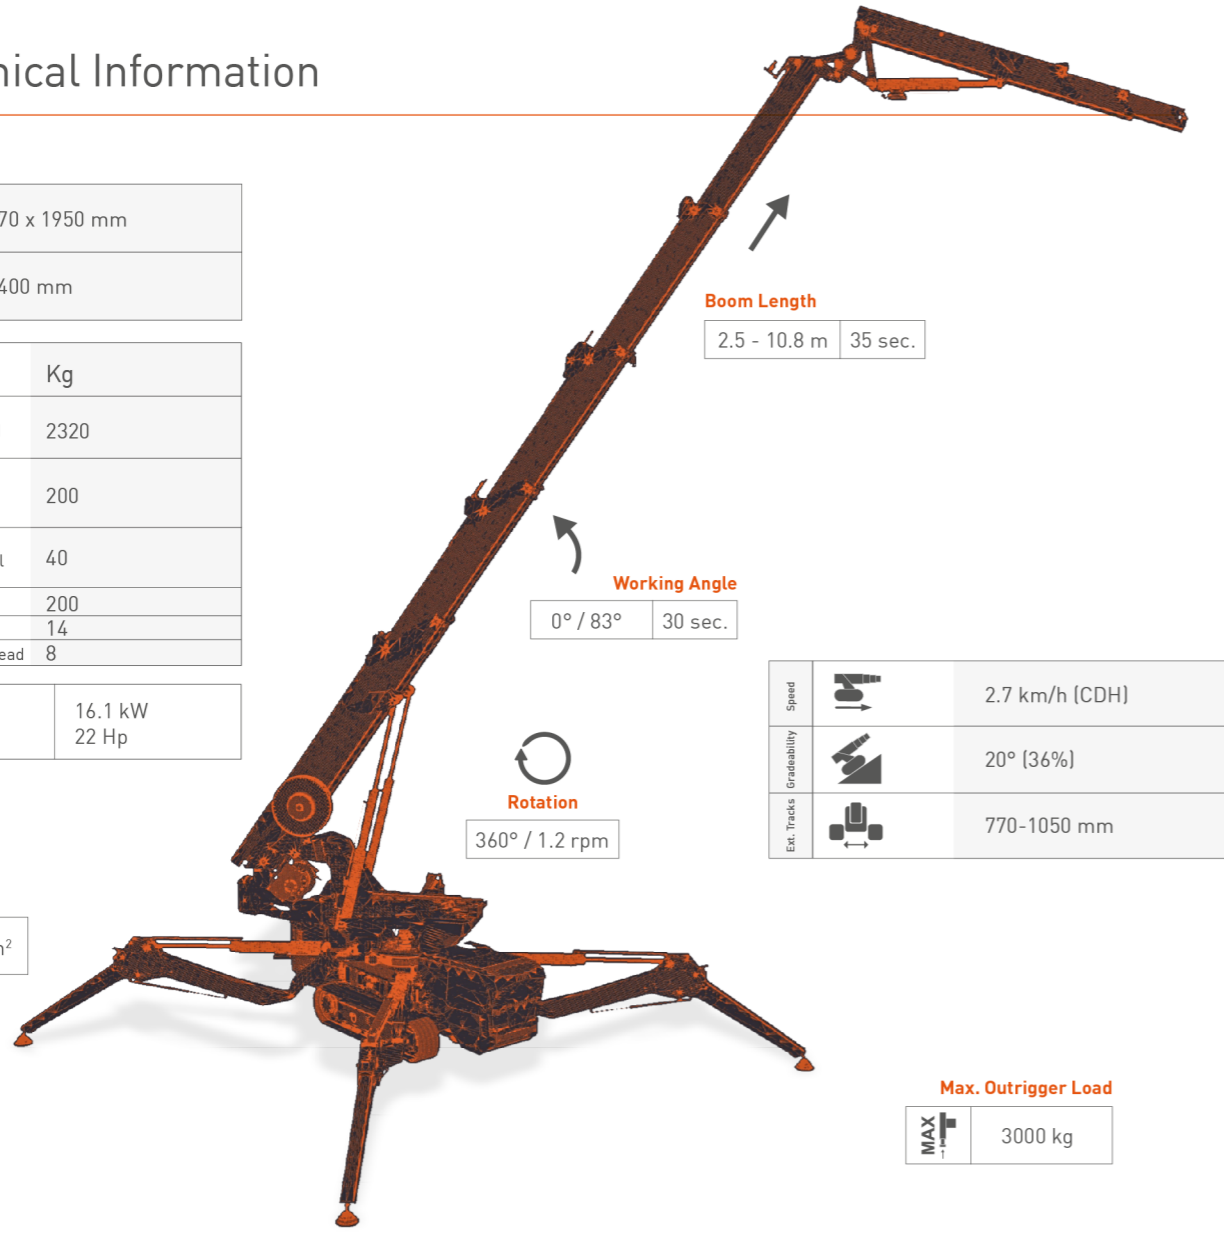 nical Information
70 x 1950 mm
400 mm
Kg
2320
200
l 40
200
14
ead 8
16.1 kW
22 Hp
Boom Length
2.5 - 10.8 m 35 sec.
Working Angle
0° / 83° 30 sec.
Rotation
360° / 1.2 rpm
Speed 2.7 km/h (CDH)
Gradeability 20° (36%)
Ext. Tracks 770-1050 mm
m²
Max. Outrigger Load
MAX 3000 kg